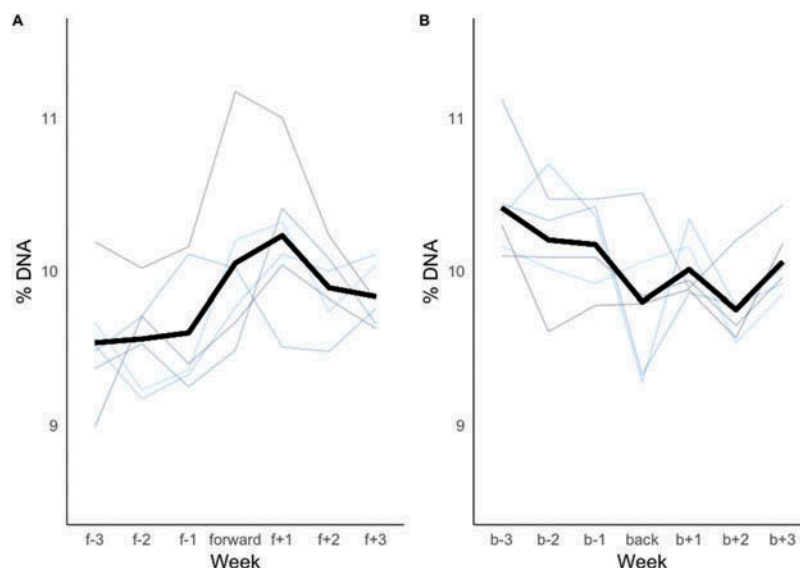 A
% DNA
11
10
9
f-3 f-2 f-1 forward f+1 f+2 f+3
Week
B
% DNA
11
10
9
b-3 b-2 b-1 back b+1 b+2 b+3
Week